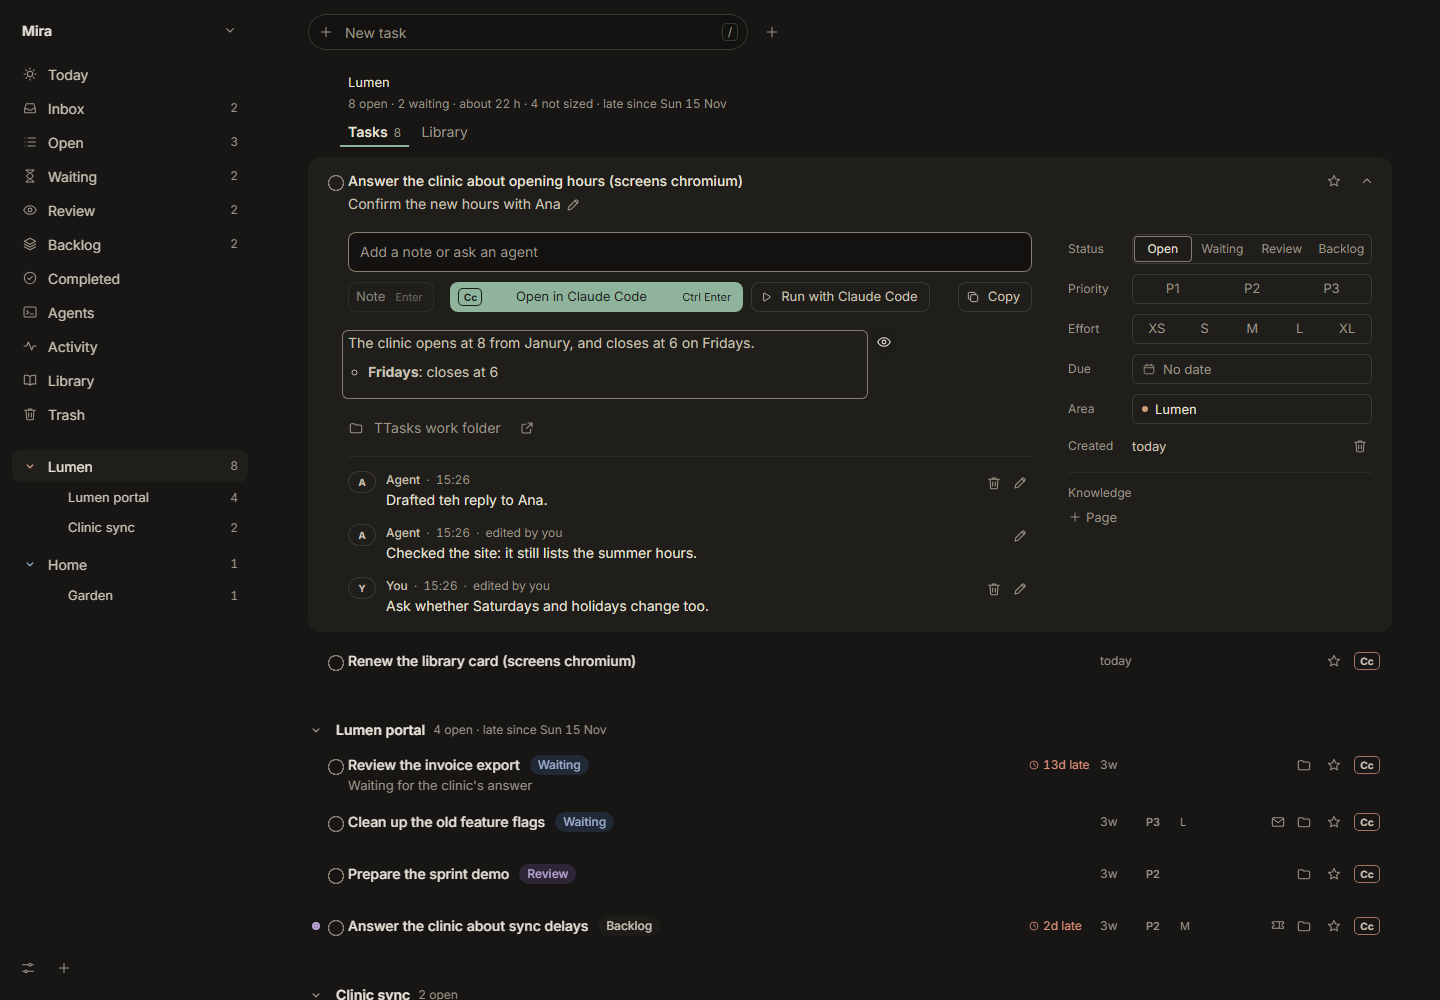 Mira
Today
Inbox 2
Open 3
Waiting 2
Review 2
Backlog 2
Completed
Agents
Activity
Library
Trash
Lumen 8
Lumen portal 4
Clinic sync 2
Home 1
Garden 1
New task /
Lumen
8 open · 2 waiting · about 22 h · 4 not sized · late since Sun 15 Nov
Tasks 8 Library
Answer the clinic about opening hours (screens chromium)
Confirm the new hours with Ana
Add a note or ask an agent
Note Enter Cc Open in Claude Code Ctrl Enter Run with Claude Code Copy
The clinic opens at 8 from Janury, and closes at 6 on Fridays.
Fridays: closes at 6
TTasks work folder
A Agent · 15:26
Drafted teh reply to Ana.
A Agent · 15:26 · edited by you
Checked the site: it still lists the summer hours.
Y You · 15:26 · edited by you
Ask whether Saturdays and holidays change too.
Status Open Waiting Review Backlog
Priority P1 P2 P3
Effort XS S M L XL
Due No date
Area Lumen
Created today
Knowledge
+ Page
Renew the library card (screens chromium) today Cc
Lumen portal 4 open · late since Sun 15 Nov
Review the invoice export Waiting 13d late 3w Cc
Waiting for the clinic's answer
Clean up the old feature flags Waiting 3w P3 L Cc
Prepare the sprint demo Review 3w P2 Cc
Answer the clinic about sync delays Backlog 2d late 3w P2 M Cc
Clinic sync 2 open